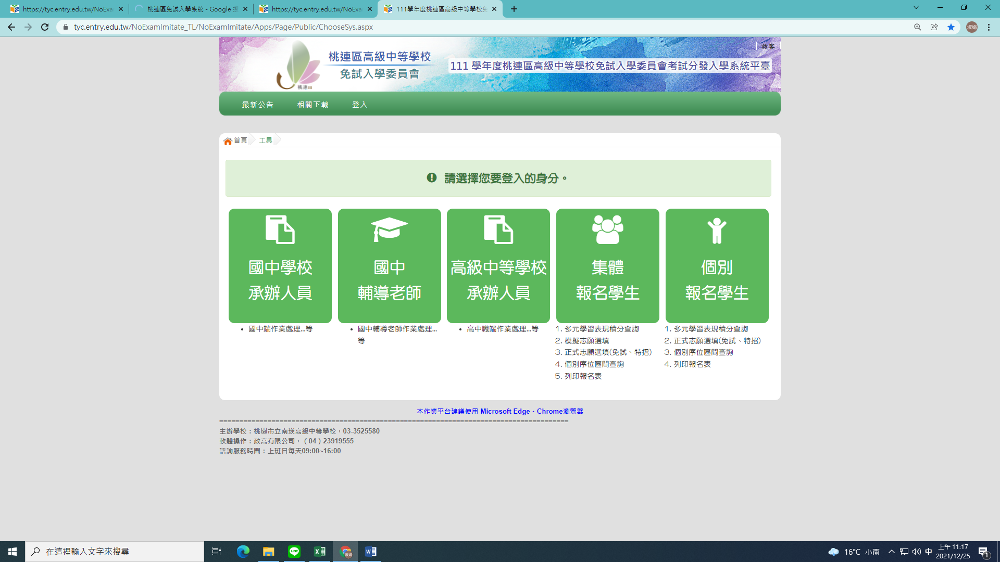 https://tyc.entry.edu.tw/NoExa
桃連區免試入學系統 - Google
https://tyc.entry.edu.tw/NoExa
111學年度桃連區高級中等學校
tyc.entry.edu.tw/NoExamImitate_TL/NoExamImitate/Apps/Page/Public/ChooseSys.aspx
淑娟
訪客
桃連區高級中等學校
免試入學委員會
桃連111
111 學年度桃連區高級中等學校免試入學委員會考試分發入學系統平臺
最新公告 相關下載 登入
首頁 工具
請選擇您要登入的身分。
國中學校
承辦人員
國中
輔導老師
高級中等學校
承辦人員
集體
報名學生
個別
報名學生
• 國中端作業處理...等
• 國中輔導老師作業處理...
等
• 高中職端作業處理...等
1. 多元學習表現積分查詢
2. 模擬志願選填
3. 正式志願選填(免試、特招)
4. 個別序位區間查詢
5. 列印報名表
1. 多元學習表現積分查詢
2. 正式志願選填(免試、特招)
3. 個別序位區間查詢
4. 列印報名表
本作業平台建議使用 Microsoft Edge、Chrome瀏覽器
主辦學校：桃園市立南崁高級中等學校，03-3525580
軟體操作：政高有限公司，（04）23919555
諮詢服務時間：上班日每天09:00~16:00
在這裡輸入文字來搜尋
LINE
16°C 小雨
中
上午 11:17
2021/12/25
1